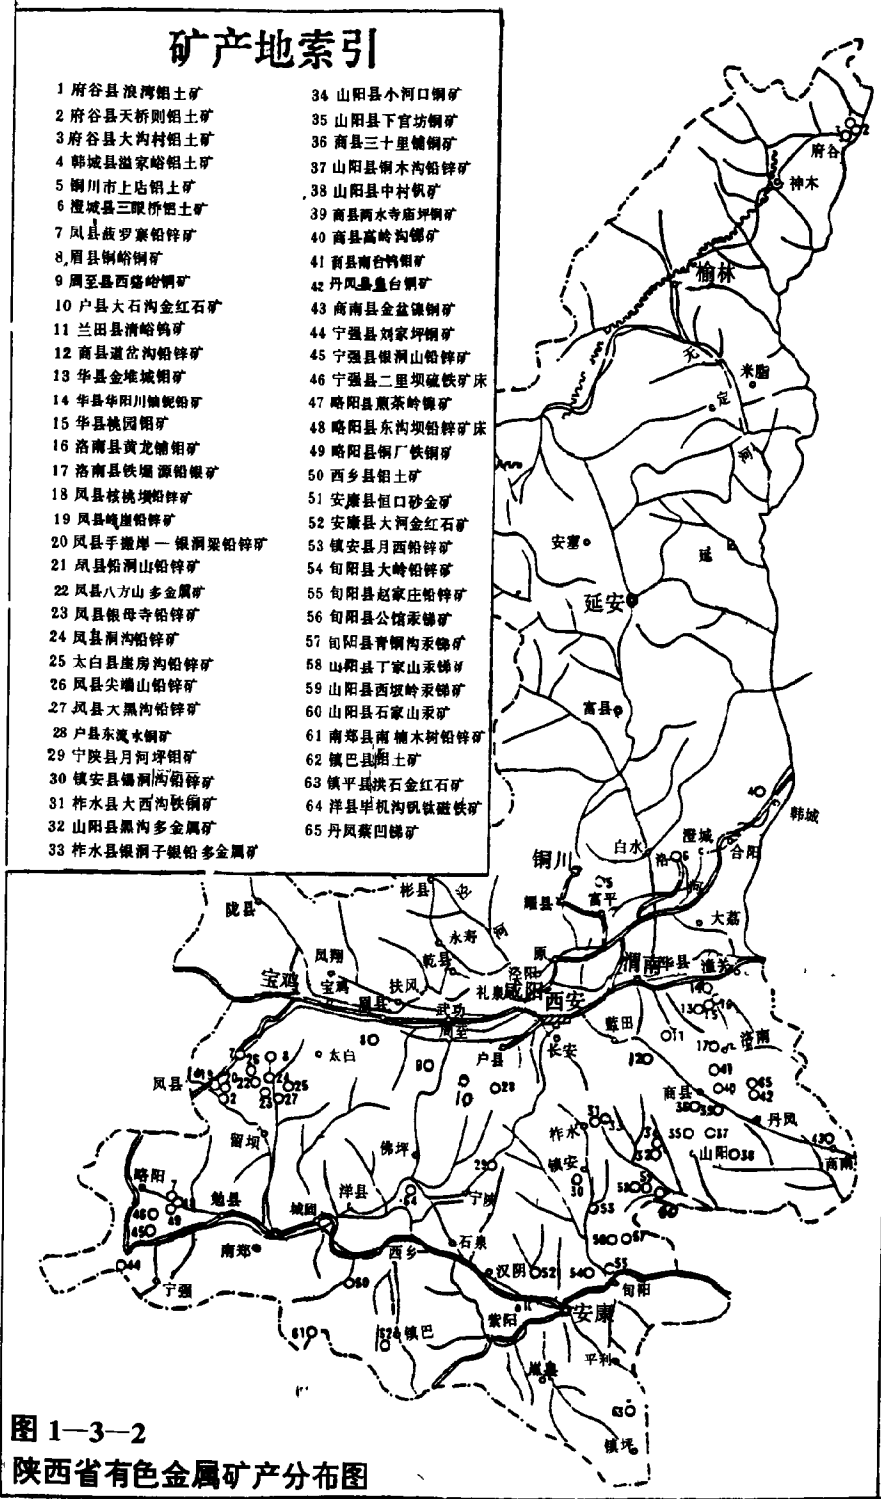 矿产地索引
1 府谷县浪湾铝土矿
2 府谷县天桥则铝土矿
3 府谷县大沟村铝土矿
4 韩城县溢家峪铝土矿
5 铜川市上店铝土矿
6 澄城县三眼桥铝土矿
7 凤县菠罗寨铅锌矿
8 眉县铜峪铜矿
9 周至县西骆峪铜矿
10 户县大石沟金红石矿
11 兰田县清峪钨矿
12 商县道岔沟铅锌矿
13 华县金堆城钼矿
14 华县华阳川铀铌铅矿
15 华县桃园钼矿
16 洛南县黄龙铺钼矿
17 洛南县铁堀源铅银矿
18 凤县核桃坝铅锌矿
19 凤县峰崖铅锌矿
20 凤县手搬崖—银洞梁铅锌矿
21 凤县铅洞山铅锌矿
22 凤县八方山多金属矿
23 凤县银母寺铅锌矿
24 凤县洞沟铅锌矿
25 太白县崖房沟铅锌矿
26 凤县尖端山铅锌矿
27 凤县大黑沟铅锌矿
28 户县东流水铜矿
29 宁陕县月河坪钼矿
30 镇安县锡洞沟铅锌矿
31 柞水县大西沟铁铜矿
32 山阳县黑沟多金属矿
33 柞水县银洞子银铅多金属矿
34 山阳县小河口铜矿
35 山阳县下官坊铜矿
36 商县三十里铺铜矿
37 山阳县铜木沟铅锌矿
38 山阳县中村钒矿
39 商县两水寺庙坪铜矿
40 商县高岭沟锑矿
41 商县南台钨钼矿
42 丹凤县皇台铜矿
43 商南县金盆镍铜矿
44 宁强县刘家坪铜矿
45 宁强县银洞山铅锌矿
46 宁强县二里坝硫铁矿床
47 略阳县煎茶岭镍矿
48 略阳县东沟坝铅锌矿床
49 略阳县铜厂铁铜矿
50 西乡县铝土矿
51 安康县恒口砂金矿
52 安康县大河金红石矿
53 镇安县月西铅锌矿
54 旬阳县大岭铅锌矿
55 旬阳县赵家庄铅锌矿
56 旬阳县公馆汞锑矿
57 旬阳县青铜沟汞锑矿
58 山阳县丁家山汞锑矿
59 山阳县西坡岭汞锑矿
60 山阳县石家山汞矿
61 南郑县南楠木树铅锌矿
62 镇巴县铝土矿
63 镇平县洪石金红石矿
64 洋县毕机沟钒钛磁铁矿
65 丹凤蔡凹锑矿
府谷
神木
榆林
无
定
河
米脂
安塞
延
延安
富县
4
韩城
白水
澄城
合阳
洛
6
河
铜川
5
耀县
富平
大荔
彬县
陇县
永寿
河
凤翔
乾县
泾阳
原
渭南
华县
潼关
宝鸡
宝鸡
扶风
礼泉
咸阳
西安
眉县
武功
周至
蓝田
长安
户县
太白
洛南
凤县
商县
丹凤
商南
山阳
柞水
镇安
留坝
佛坪
宁陕
略阳
勉县
城固
洋县
南郑
西乡
石泉
汉阴
宁强
旬阳
紫阳
安康
镇巴
平利
岚皋
镇坪
图 1—3—2
陕西省有色金属矿产分布图